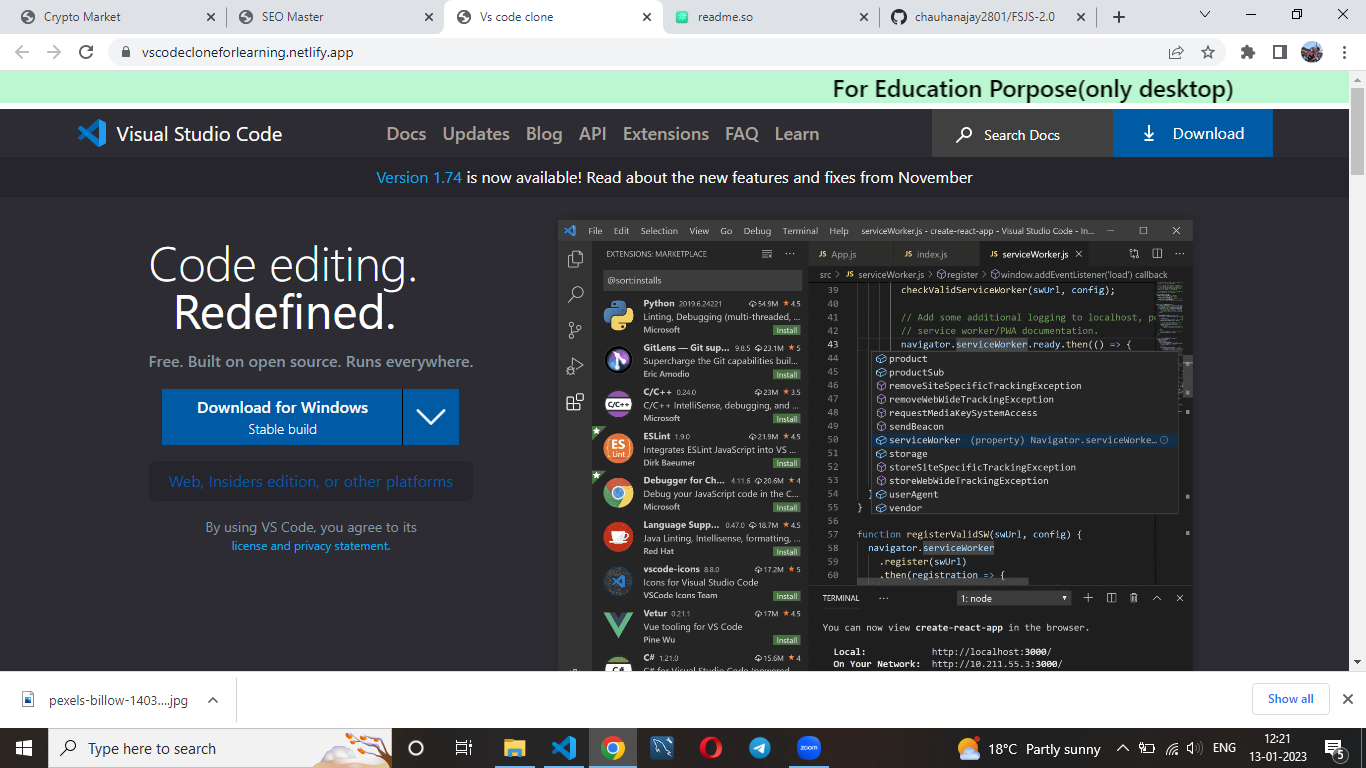 Crypto Market
SEO Master
Vs code clone
readme.so
chauhanajay2801/FSJS-2.0
vscodecloneforlearning.netlify.app
For Education Porpose(only desktop)
Visual Studio Code
Docs Updates Blog API Extensions FAQ Learn
Search Docs
Download
Version 1.74 is now available! Read about the new features and fixes from November
Code editing.
Redefined.
Free. Built on open source. Runs everywhere.
Download for Windows
Stable build
Web, Insiders edition, or other platforms
By using VS Code, you agree to its
license and privacy statement.
File Edit Selection View Go Debug Terminal Help serviceWorker.js - create-react-app - Visual Studio Code - In...
EXTENSIONS: MARKETPLACE
@sort:installs
Python 2019.6.24221 54.9M 4.5
Linting, Debugging (multi-threaded, ...
Microsoft Install
GitLens — Git sup... 9.8.5 23.1M 5
Supercharge the Git capabilities buil...
Eric Amodio Install
C/C++ 0.24.0 23M 3.5
C/C++ IntelliSense, debugging, and ...
Microsoft Install
ESLint 1.9.0 21.9M 4.5
Integrates ESLint JavaScript into VS ...
Dirk Baeumer Install
Debugger for Ch... 4.11.6 20.6M 4
Debug your JavaScript code in the C...
Microsoft Install
Language Supp... 0.47.0 18.7M 4.5
Java Linting, Intellisense, formatting, ...
Red Hat Install
vscode-icons 8.8.0 17.2M 5
Icons for Visual Studio Code
VSCode Icons Team Install
Vetur 0.21.1 17M 4.5
Vue tooling for VS Code
Pine Wu Install
C# 1.21.0 15.6M 4
C# for Visual Studio Code (powered
App.js index.js serviceWorker.js
src > serviceWorker.js > register > window.addEventListener('load') callback
39 checkValidServiceWorker(swUrl, config);
40
41 // Add some additional logging to localhost, po
42 // service worker/PWA documentation.
43 navigator.serviceWorker.ready.then(() => {
44 product
45 productSub
46 removeSiteSpecificTrackingException
47 removeWebWideTrackingException
48 requestMediaKeySystemAccess
49 sendBeacon
50 serviceWorker (property) Navigator.serviceWorke...
51 storage
52 storeSiteSpecificTrackingException
53 storeWebWideTrackingException
54 } userAgent
55 } vendor
56
57 function registerValidSW(swUrl, config) {
58 navigator.serviceWorker
59 .register(swUrl)
60 .then(registration => {
TERMINAL ... 1: node
You can now view create-react-app in the browser.
Local: http://localhost:3000/
On Your Network: http://10.211.55.3:3000/
pexels-billow-1403....jpg
Show all
Type here to search
zoom
18°C Partly sunny
ENG
12:21
13-01-2023
5